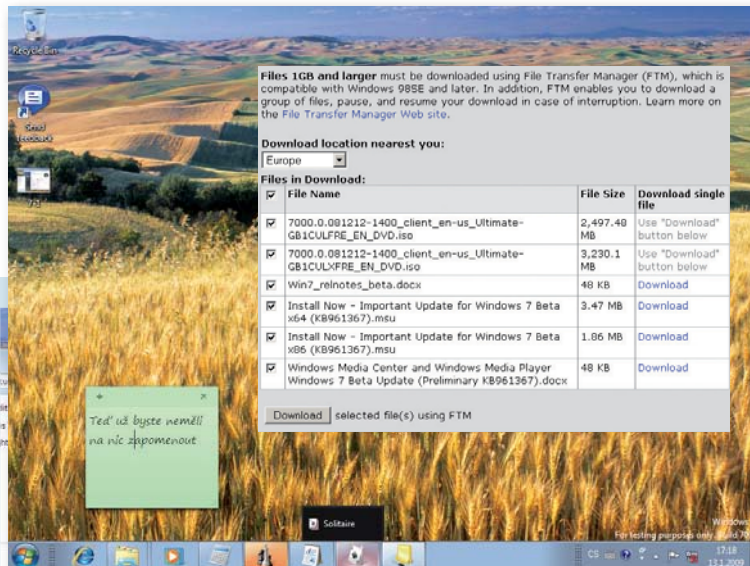 Recycle Bin
Send
feedback
Files 1GB and larger must be downloaded using File Transfer Manager (FTM), which is
compatible with Windows 98SE and later. In addition, FTM enables you to download a
group of files, pause, and resume your download in case of interruption. Learn more on
the File Transfer Manager Web site.
Download location nearest you:
Europe
Files in Download:
File Name File Size Download single
file
7000.0.081212-1400_client_en-us_Ultimate- 2,497.48 Use "Download"
GB1CULFRE_EN_DVD.iso MB button below
7000.0.081212-1400_client_en-us_Ultimate- 3,230.1 Use "Download"
GB1CULXFRE_EN_DVD.iso MB button below
Win7_relnotes_beta.docx 48 KB Download
Install Now - Important Update for Windows 7 Beta 3.47 MB Download
x64 (KB961367).msu
Install Now - Important Update for Windows 7 Beta 1.86 MB Download
x86 (KB961367).msu
Windows Media Center and Windows Media Player 48 KB Download
Windows 7 Beta Update (Preliminary KB961367).docx
Download selected file(s) using FTM
Teď už byste neměli
na nic zapomenout
Solitaire
Windows
For testing purposes only. Build 70
CS 17:18
13.1.2009